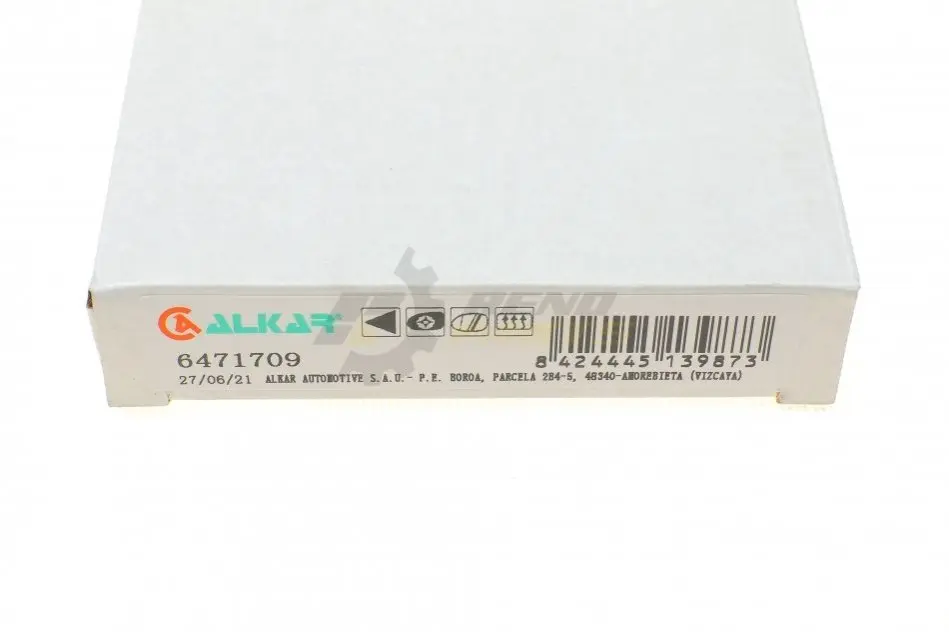 ALKAR
6471709
8 424445 139873
27/06/21 ALKAR AUTOMOTIVE S.A.U.- P.E. BOROA, PARCELA 2B4-5, 48340-AMOREBIETA (VIZCAYA)